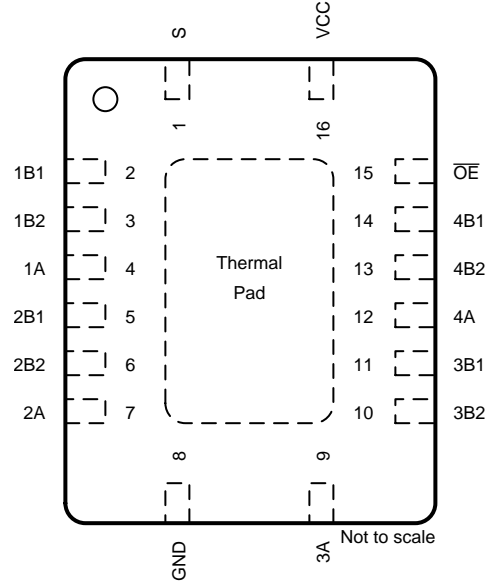 S
VCC
1
16
1B1 2 15 O̅E̅
1B2 3 14 4B1
1A 4 13 4B2
2B1 5 12 4A
2B2 6 11 3B1
2A 7 10 3B2
Thermal
Pad
8
9
GND
3A
Not to scale